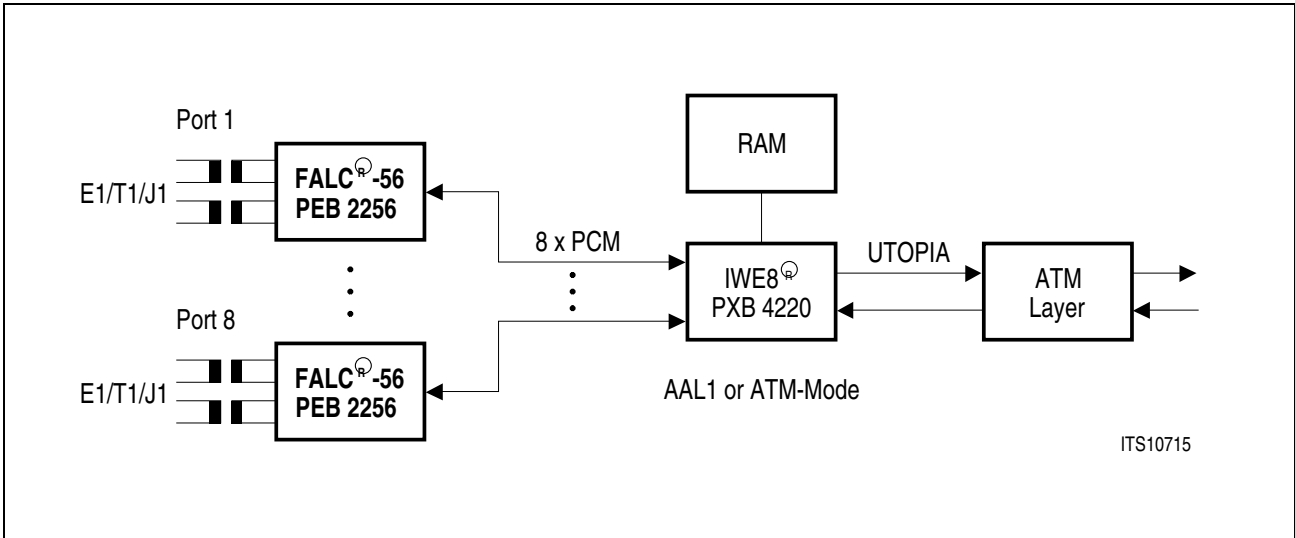 Port 1
E1/T1/J1
FALC®-56
PEB 2256
8 x PCM
RAM
IWE8®
PXB 4220
UTOPIA
ATM
Layer
Port 8
E1/T1/J1
FALC®-56
PEB 2256
AAL1 or ATM-Mode
ITS10715